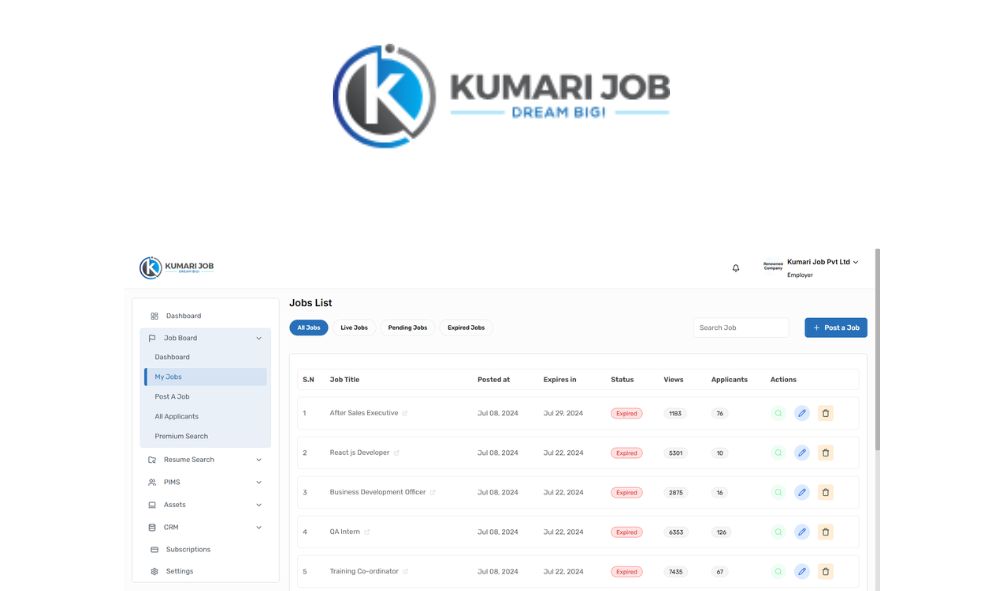 KUMARI JOB
DREAM BIG!
KUMARI JOB
DREAM BIG!
Renowned Company
Kumari Job Pvt Ltd
Employer
Dashboard
Job Board
Dashboard
My Jobs
Post A Job
All Applicants
Premium Search
Resume Search
PIMS
Assets
CRM
Subscriptions
Settings
Jobs List
All Jobs Live Jobs Pending Jobs Expired Jobs Search Job + Post a Job
S.N Job Title Posted at Expires in Status Views Applicants Actions
1 After Sales Executive Jul 08, 2024 Jul 29, 2024 Expired 1183 76
2 React js Developer Jul 08, 2024 Jul 22, 2024 Expired 5301 10
3 Business Development Officer Jul 08, 2024 Jul 22, 2024 Expired 2875 16
4 QA Intern Jul 08, 2024 Jul 22, 2024 Expired 6353 126
5 Training Co-ordinator Jul 08, 2024 Jul 22, 2024 Expired 7435 67